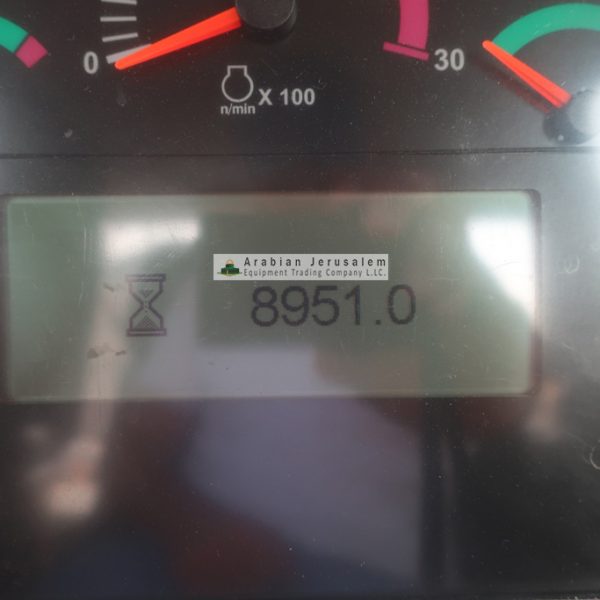 0
30
X 100
n/min
Arabian Jerusalem
Equipment Trading Company L.L.C.
8951.0